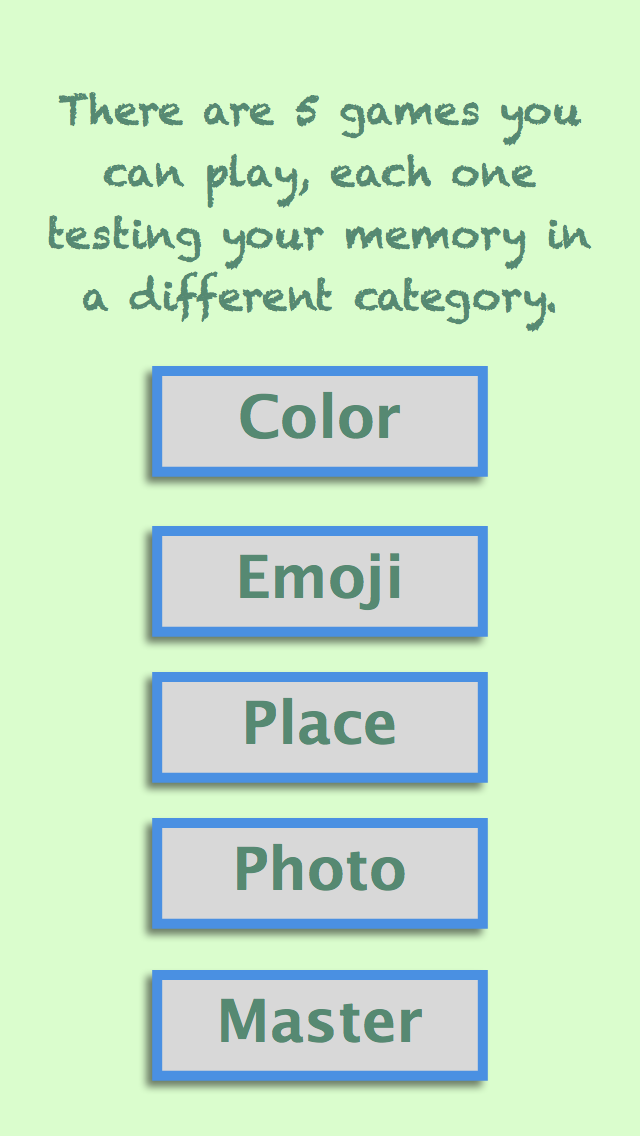 There are 5 games you
can play, each one
testing your memory in
a different category.
Color
Emoji
Place
Photo
Master